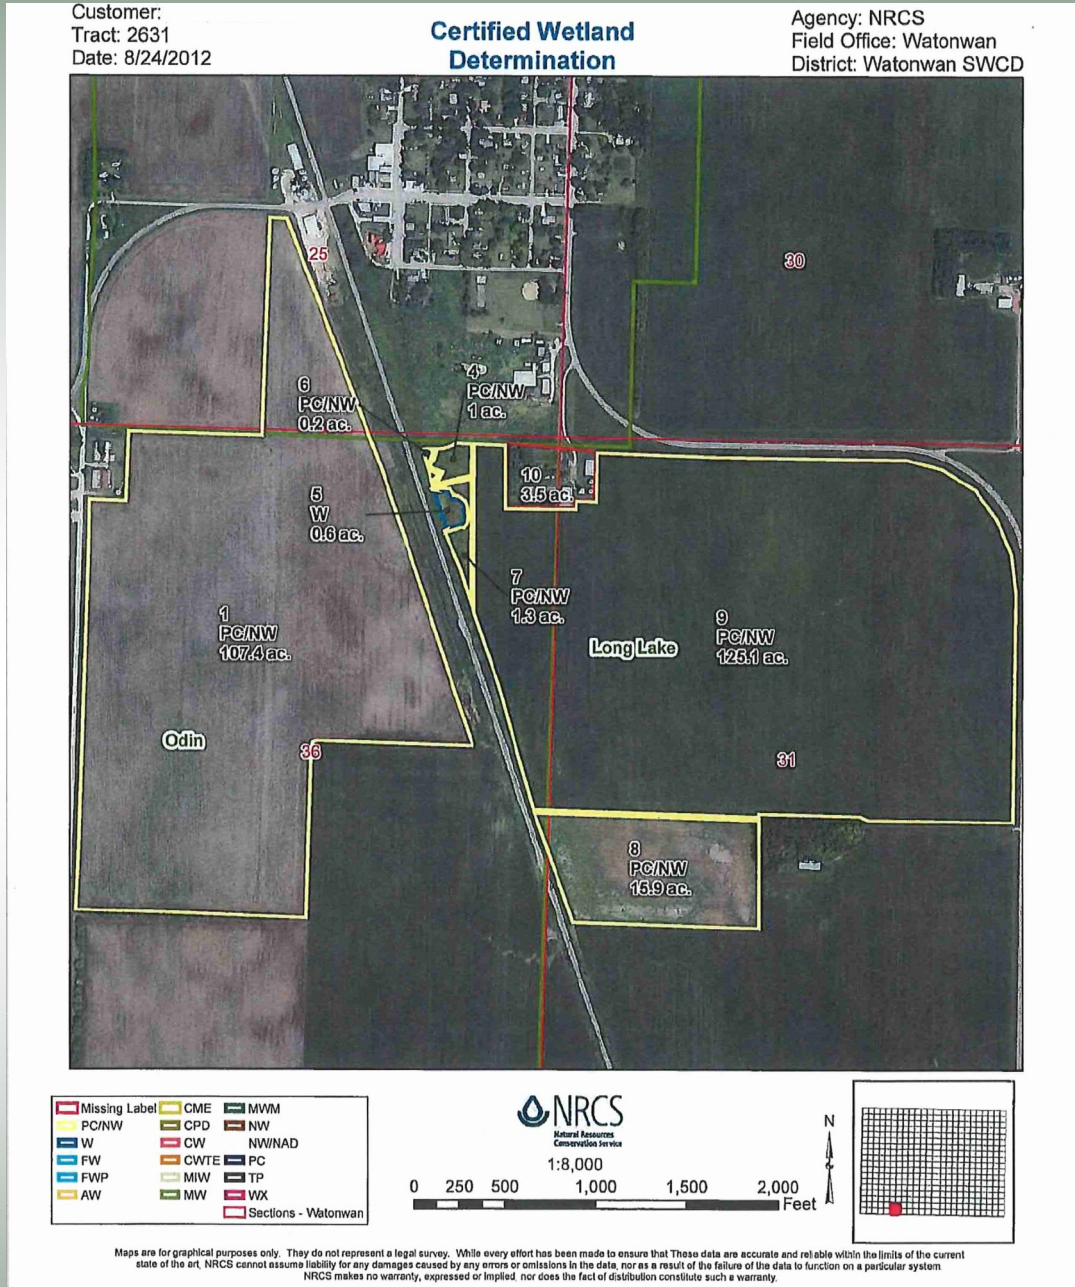 Customer:
Tract: 2631
Date: 8/24/2012
Certified Wetland
Determination
Agency: NRCS
Field Office: Watonwan
District: Watonwan SWCD
25
30
6
PC/NW
0.2 ac.
4
PC/NW
1 ac.
10
3.5 ac.
5
W
0.6 ac.
7
PC/NW
1.3 ac.
1
PC/NW
107.4 ac.
Long Lake
9
PC/NW
125.1 ac.
Odin
36
31
8
PC/NW
15.9 ac.
Missing Label
PC/NW
W
FW
FWP
AW
CME
CPD
CW
CWTE
MIW
MW
MWM
NW
NW/NAD
PC
TP
WX
Sections - Watonwan
NRCS
Natural Resources
Conservation Service
1:8,000
0 250 500 1,000 1,500 2,000
Feet
N
Maps are for graphical purposes only. They do not represent a legal survey. While every effort has been made to ensure that These data are accurate and reliable within the limits of the current
state of the art, NRCS cannot assume liability for any damages caused by any errors or omissions in the data, nor as a result of the failure of the data to function on a particular system.
NRCS makes no warranty, expressed or implied, nor does the fact of distribution constitute such a warranty.